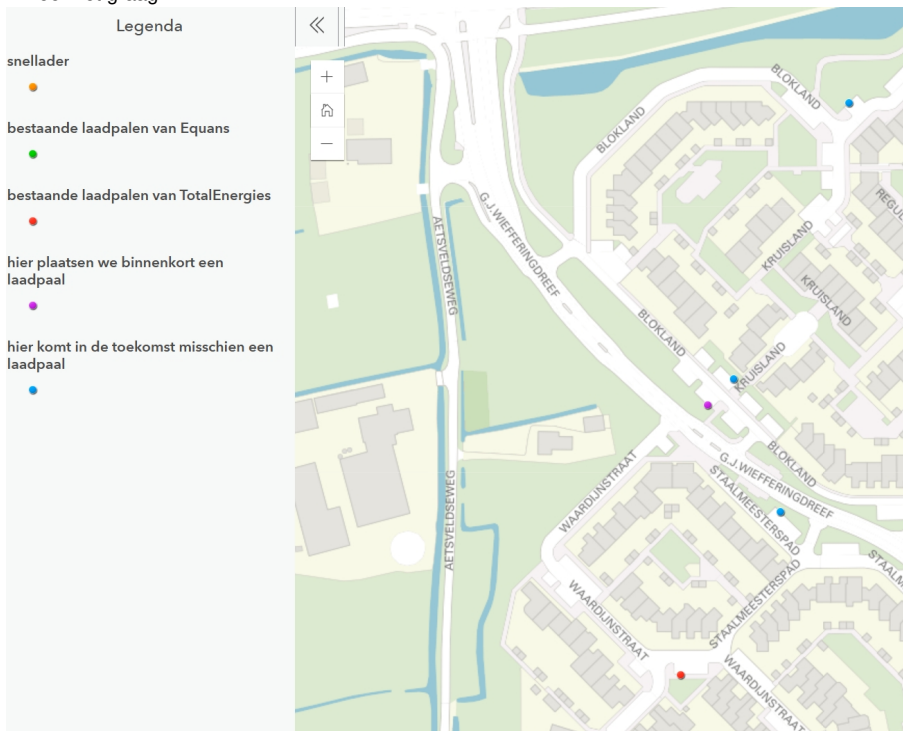 Legenda
snellader
bestaande laadpalen van Equans
bestaande laadpalen van TotalEnergies
hier plaatsen we binnenkort een
laadpaal
hier komt in de toekomst misschien een
laadpaal
+
−
BLOKLAND
BLOKLAND
G.J.WIEFFERINGDREEF
AETSVELDSEWEG
KRUISLAND
KRUISLAND
BLOKLAND
KRUISLAND
BLOKLAND
G.J.WIEFFERINGDREEF
STAALMEESTERSPAD
WAARDIJNSTRAAT
AETSVELDSEWEG
STAALMEESTERSPAD
WAARDIJNSTRAAT
WAARDIJNSTRAAT